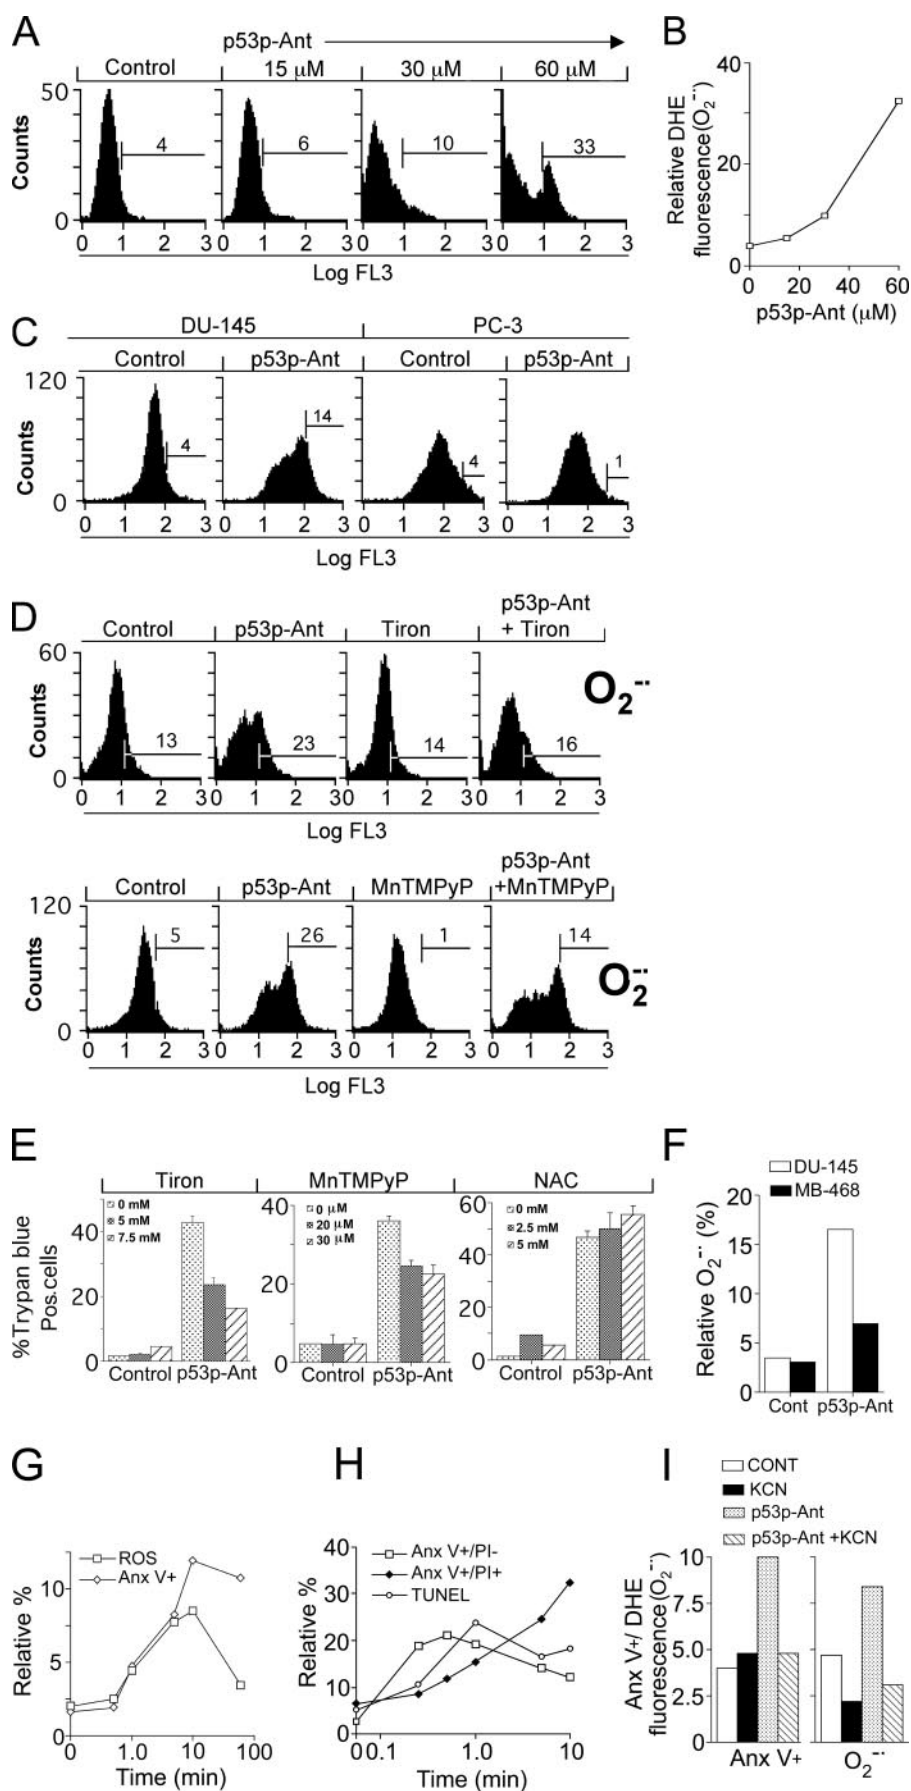 A
p53p-Ant
Control 15 µM 30 µM 60 µM
Counts
50
0
4 6 10 33
0 1 2 3 0 1 2 3 0 1 2 3 0 1 2 3
Log FL3
B
Relative DHE
fluorescence(O2−·)
40
20
0
0 20 40 60
p53p-Ant (µM)
C
DU-145 PC-3
Control p53p-Ant Control p53p-Ant
Counts
120
0
4 14 4 1
0 1 2 3 0 1 2 3 0 1 2 3 0 1 2 3
Log FL3
D
Control p53p-Ant Tiron p53p-Ant
+ Tiron
Counts
60
0
13 23 14 16
O2−·
0 1 2 3 0 1 2 3 0 1 2 3 0 1 2 3
Log FL3
Control p53p-Ant MnTMPyP p53p-Ant
+MnTMPyP
Counts
120
0
5 26 1 14
O2−·
0 1 2 3 0 1 2 3 0 1 2 3 0 1 2 3
Log FL3
E
Tiron MnTMPyP NAC
%Trypan blue
Pos.cells
0 mM
5 mM
7.5 mM
40
20
0
Control p53p-Ant
0 µM
20 µM
30 µM
40
20
0
Control p53p-Ant
0 mM
2.5 mM
5 mM
60
40
20
0
Control p53p-Ant
F
DU-145
MB-468
Relative O2−· (%)
20
15
10
5
0
Cont p53p-Ant
G
ROS
Anx V+
Relative %
10
5
0
0 1.0 10 100
Time (min)
H
Anx V+/PI-
Anx V+/PI+
TUNEL
Relative %
40
30
20
10
0
0 0.1 1.0 10
Time (min)
I
CONT
KCN
p53p-Ant
p53p-Ant +KCN
Anx V+/ DHE
fluorescence(O2−·)
10
7.5
5.0
2.5
Anx V+ O2−·